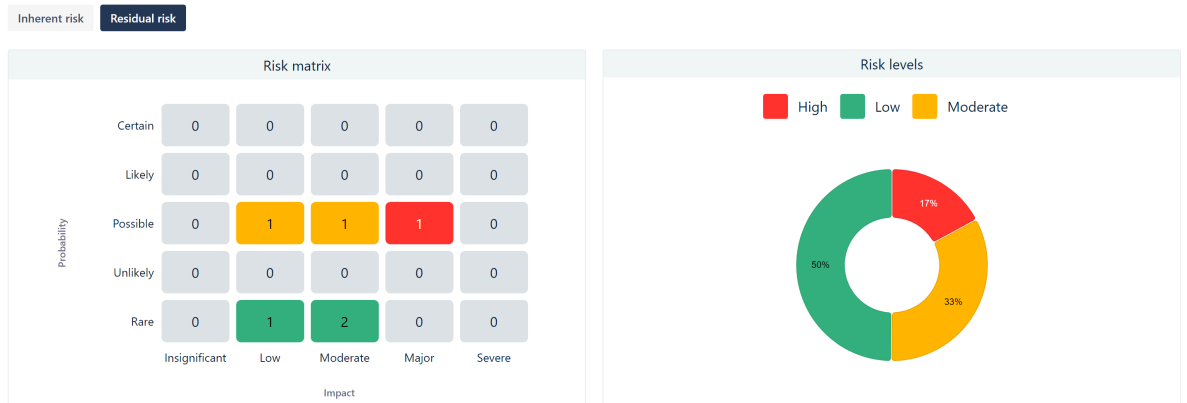 Inherent risk Residual risk
Risk matrix
Certain 0 0 0 0 0
Likely 0 0 0 0 0
Possible 0 1 1 1 0
Unlikely 0 0 0 0 0
Rare 0 1 2 0 0
Insignificant Low Moderate Major Severe
Probability
Impact
Risk levels
High Low Moderate
17%
50%
33%